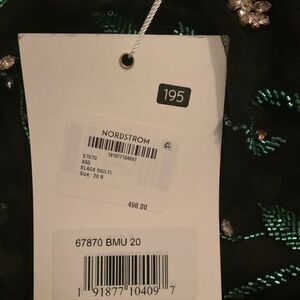 195
NORDSTROM
191877104097
67870
BLACK MULTI
Size: 20 R
498.00
67870 BMU 20
1 91877 10409 7